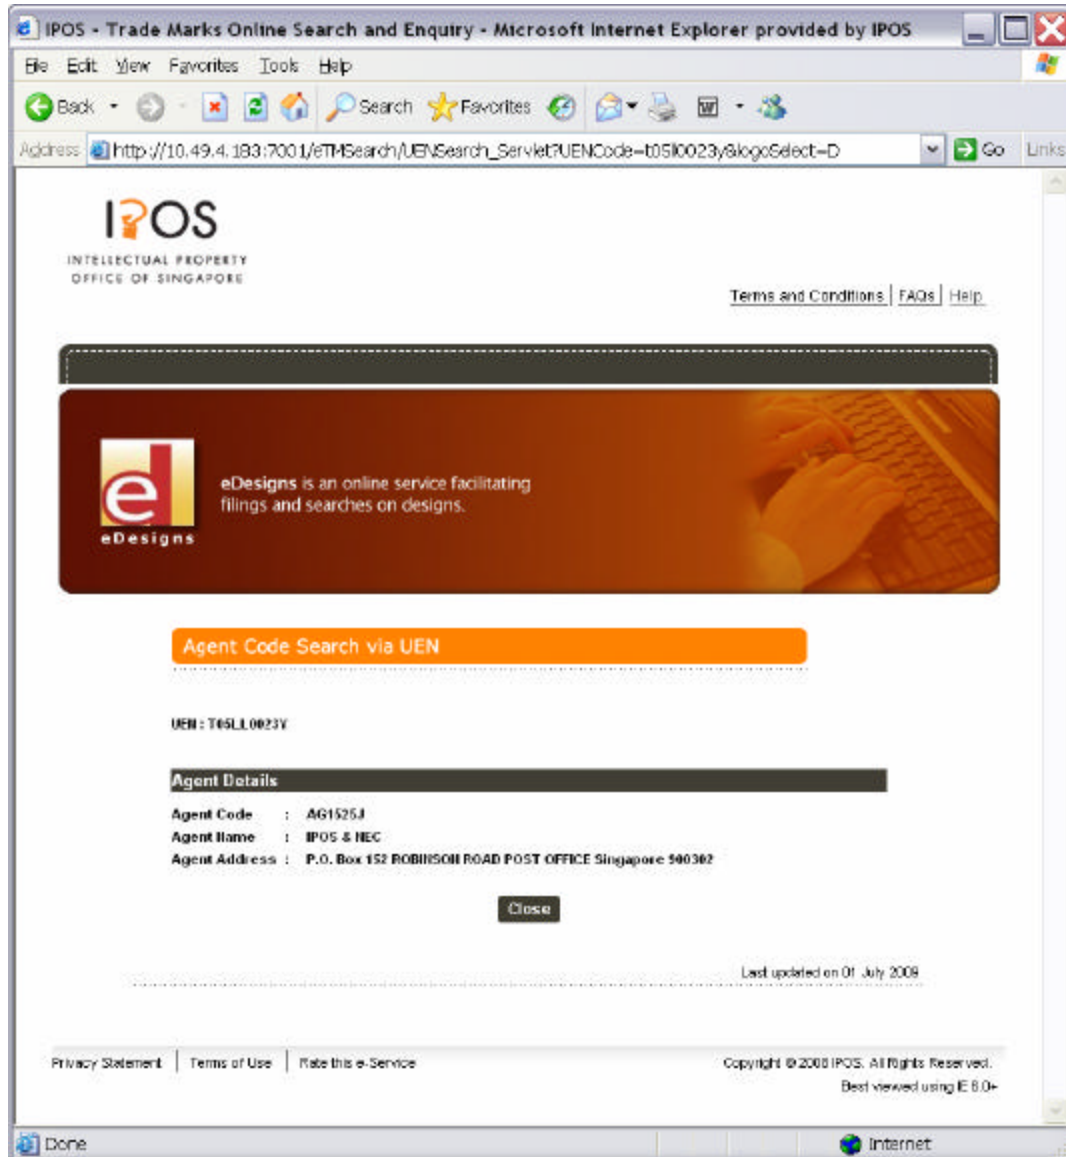 IPOS - Trade Marks Online Search and Enquiry - Microsoft Internet Explorer provided by IPOS
File Edit View Favorites Tools Help
Back Search Favorites
Address http://10.49.4.183:7001/eTMSearch/UENSearch_Servlet?UENCode=t05ll0023y&logoSelect=D Go Links
IPOS
INTELLECTUAL PROPERTY
OFFICE OF SINGAPORE
Terms and Conditions | FAQs | Help
ed
eDesigns
eDesigns is an online service facilitating
filings and searches on designs.
Agent Code Search via UEN
UEN : T05LL0023Y
Agent Details
Agent Code : AG1525J
Agent Name : IPOS & NEC
Agent Address : P.O. Box 152 ROBINSON ROAD POST OFFICE Singapore 900302
Close
Last updated on 01 July 2009
Privacy Statement | Terms of Use | Rate this e-Service
Copyright © 2008 IPOS. All Rights Reserved.
Best viewed using IE 6.0+
Done Internet